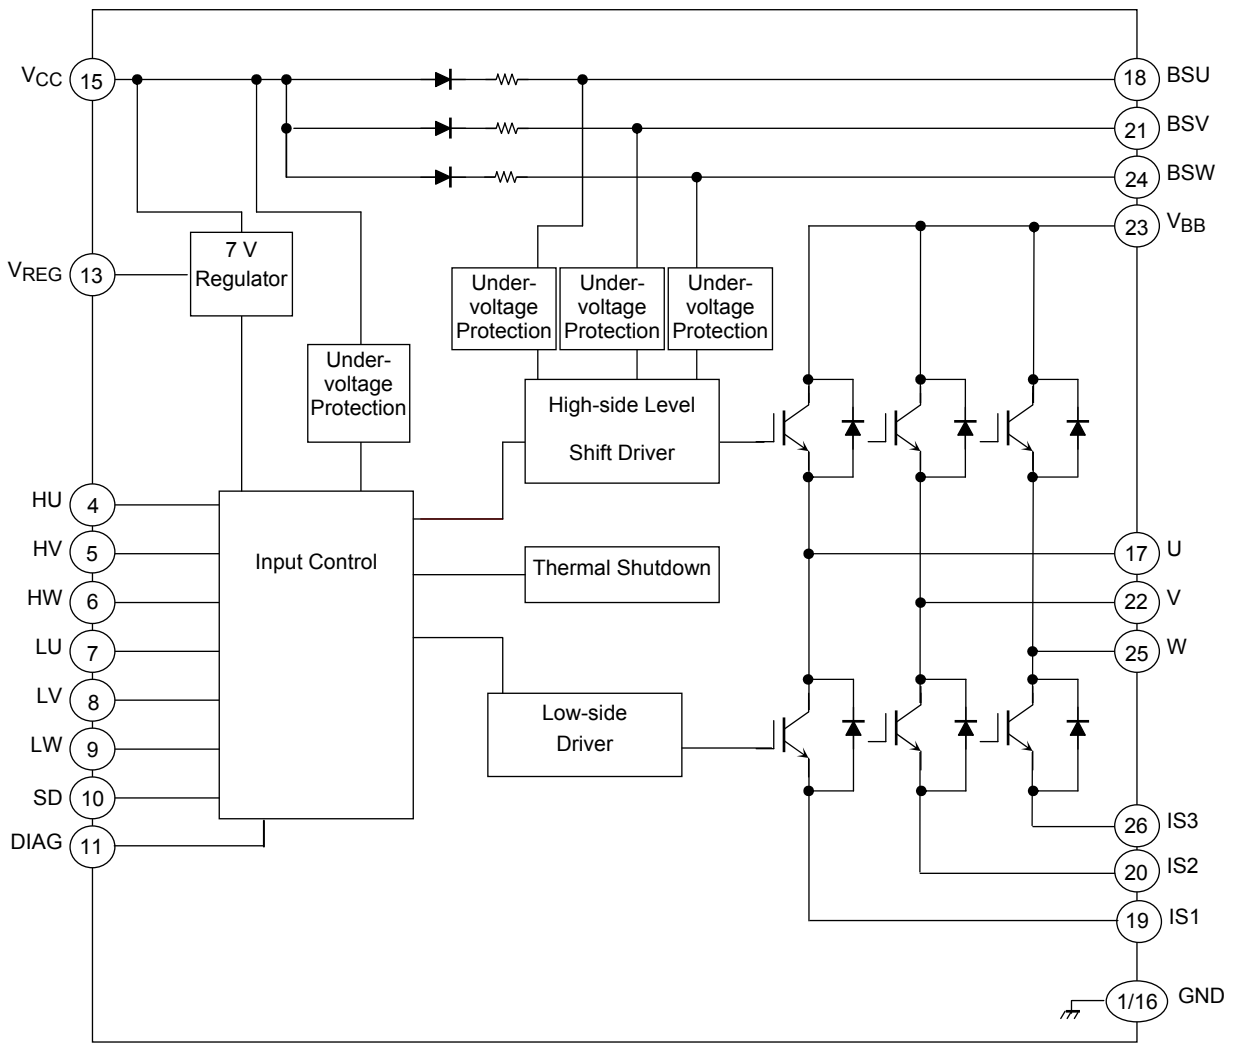 VCC
15
18
BSU
21
BSV
24
BSW
23
VBB
7 V
Regulator
VREG
13
Under-
voltage
Protection
Under-
voltage
Protection
Under-
voltage
Protection
Under-
voltage
Protection
High-side Level
Shift Driver
HU
4
HV
5
HW
6
LU
7
LV
8
LW
9
SD
10
DIAG
11
Input Control
Thermal Shutdown
Low-side
Driver
17
U
22
V
25
W
26
IS3
20
IS2
19
IS1
1/16
GND